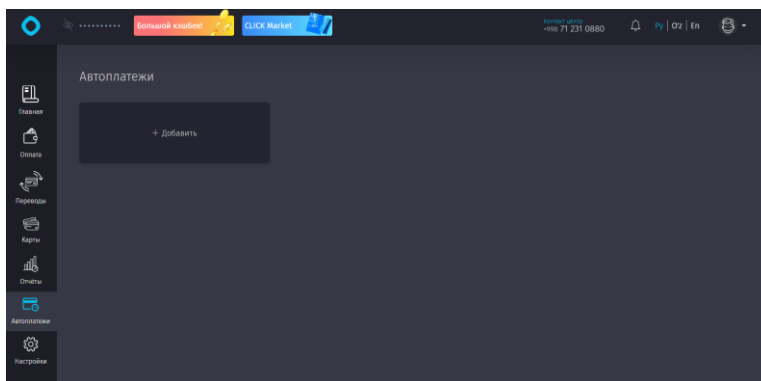 Большой кэшбек!
CLICK Market
Контакт центр
+998 71 231 0880
Ру | O'z | En
Автоплатежи
+ Добавить
Главная
Оплата
Переводы
Карты
Отчёты
Автоплатежи
Настройки